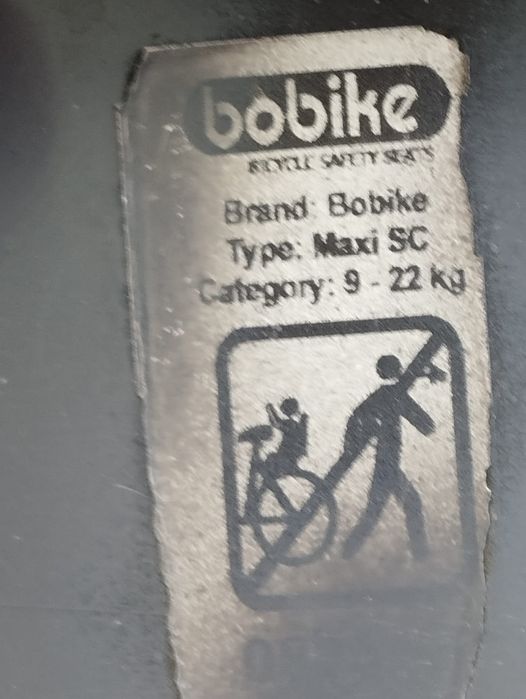 bobike
BICYCLE SAFETY SEATS
Brand: Bobike
Type: Maxi SC
Category: 9 - 22 kg